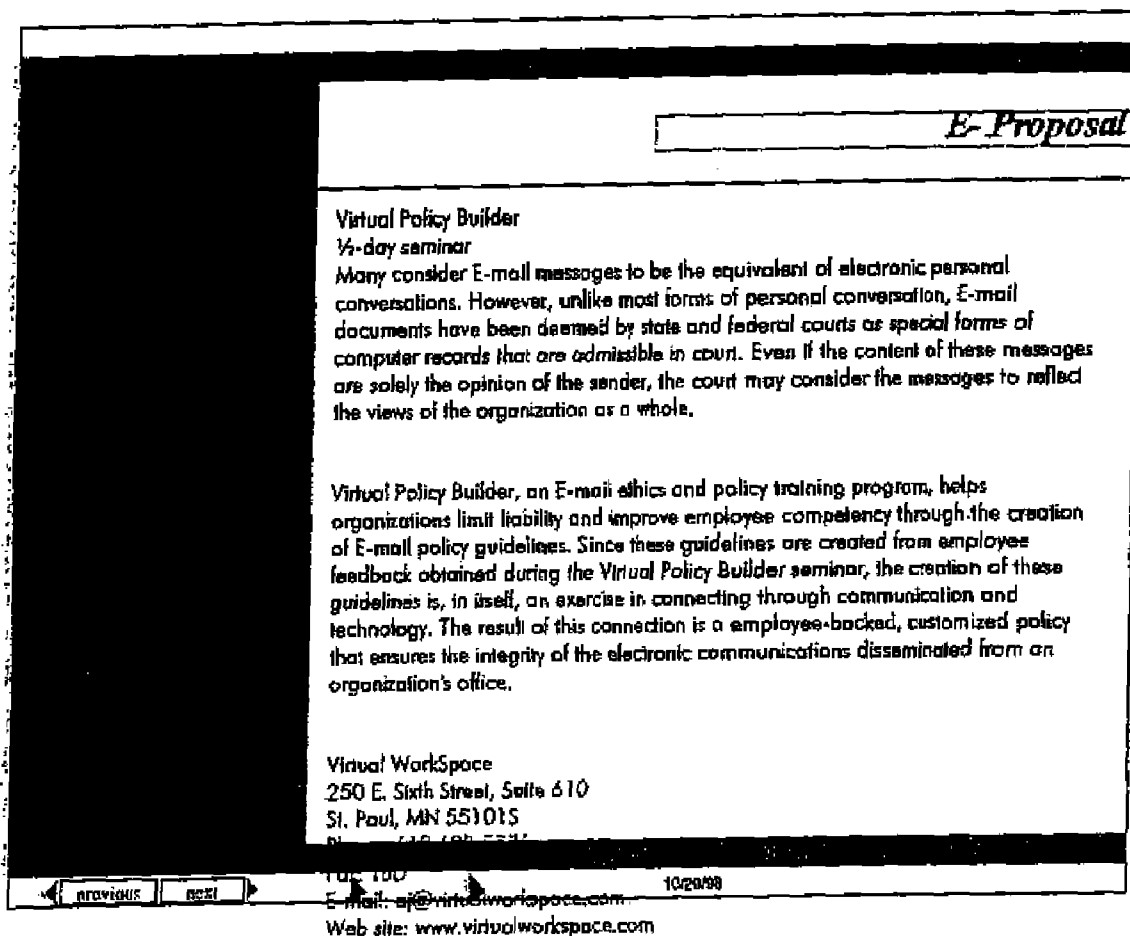 E- Proposal
Virtual Policy Builder
½-day seminar
Many consider E-mail messages to be the equivalent of electronic personal
conversations. However, unlike most forms of personal conversation, E-mail
documents have been deemed by state and federal courts as special forms of
computer records that are admissible in court. Even if the content of these messages
are solely the opinion of the sender, the court may consider the messages to reflect
the views of the organization as a whole.
Virtual Policy Builder, an E-mail ethics and policy training program, helps
organizations limit liability and improve employee competency through the creation
of E-mail policy guidelines. Since these guidelines are created from employee
feedback obtained during the Virtual Policy Builder seminar, the creation of these
guidelines is, in itself, an exercise in connecting through communication and
technology. The result of this connection is a employee-backed, customized policy
that ensures the integrity of the electronic communications disseminated from an
organization's office.
Virtual WorkSpace
250 E. Sixth Street, Suite 610
St. Paul, MN 55101S
previous next 10/29/98
E-mail: aj@virtualworkspace.com
Web site: www.virtualworkspace.com